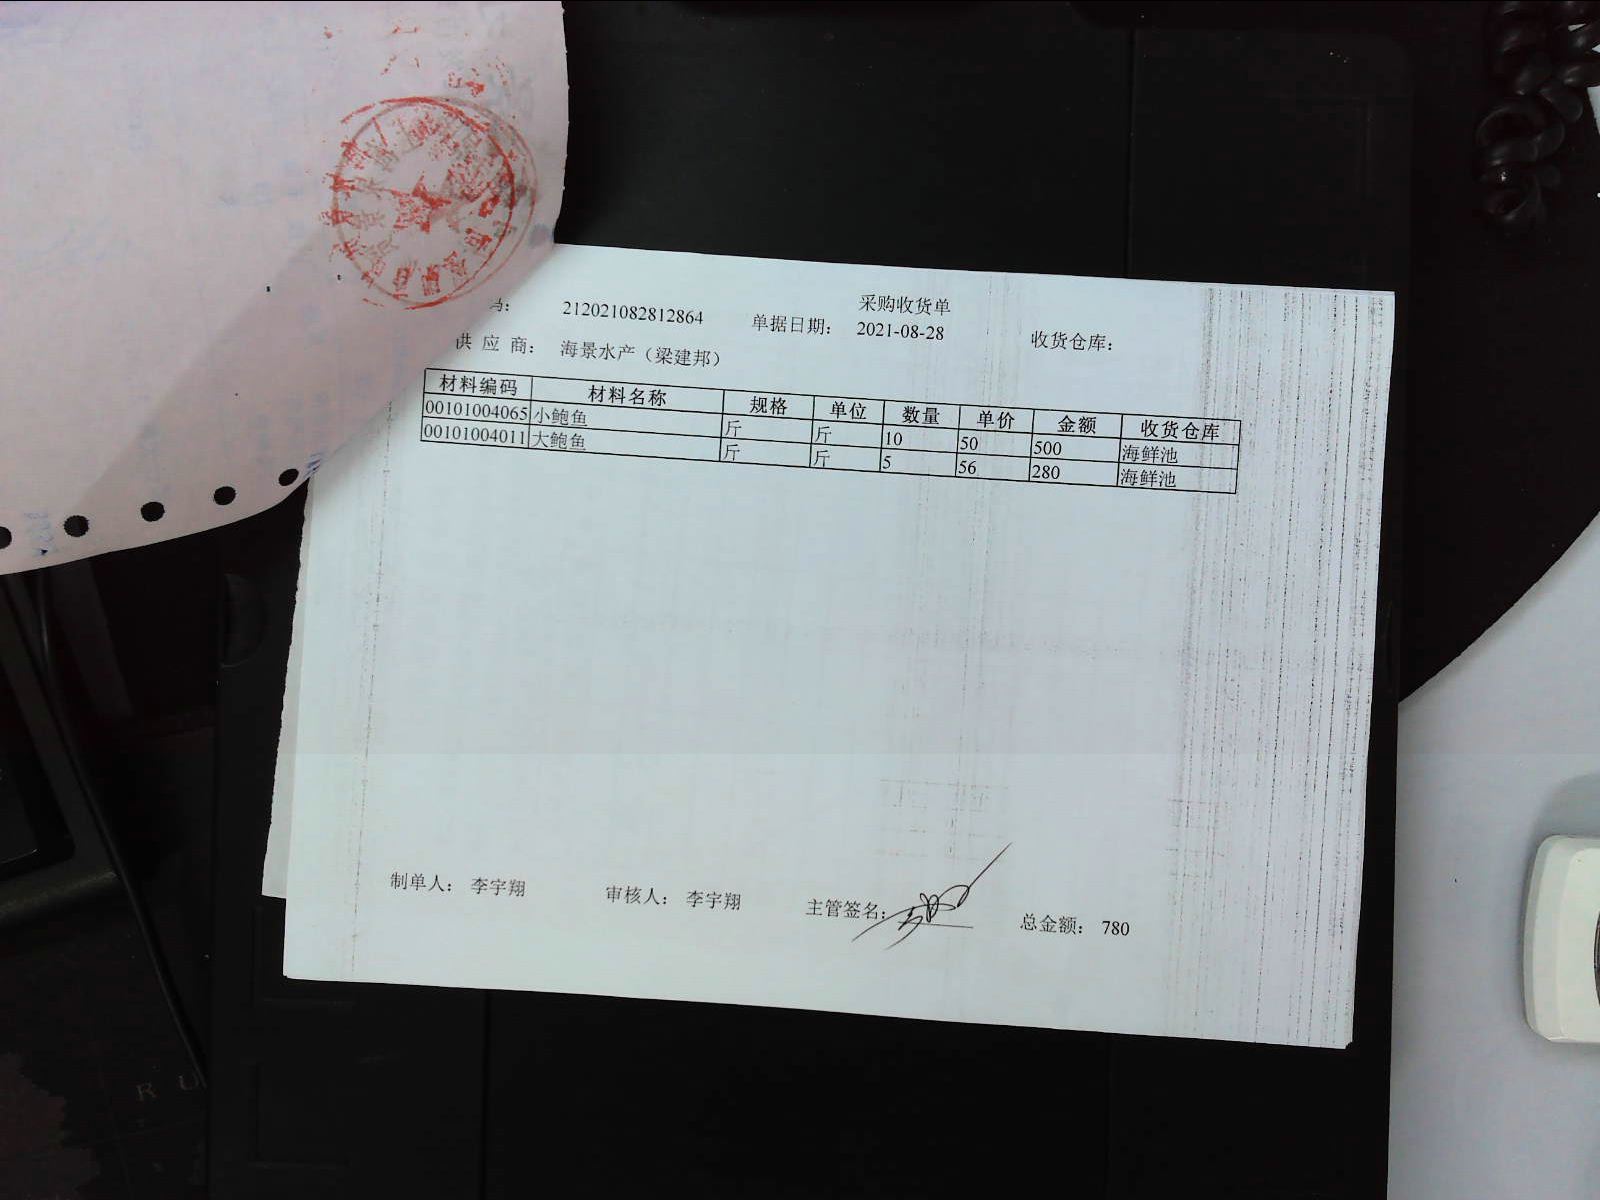 采购收货单
码： 212021082812864 单据日期： 2021-08-28 收货仓库：
供 应 商： 海景水产（梁建邦）
材料编码 材料名称 规格 单位 数量 单价 金额 收货仓库
00101004065 小鲍鱼 斤 斤 10 50 500 海鲜池
00101004011 大鲍鱼 斤 斤 5 56 280 海鲜池
制单人： 李宇翔 审核人： 李宇翔 主管签名： 总金额： 780
R U